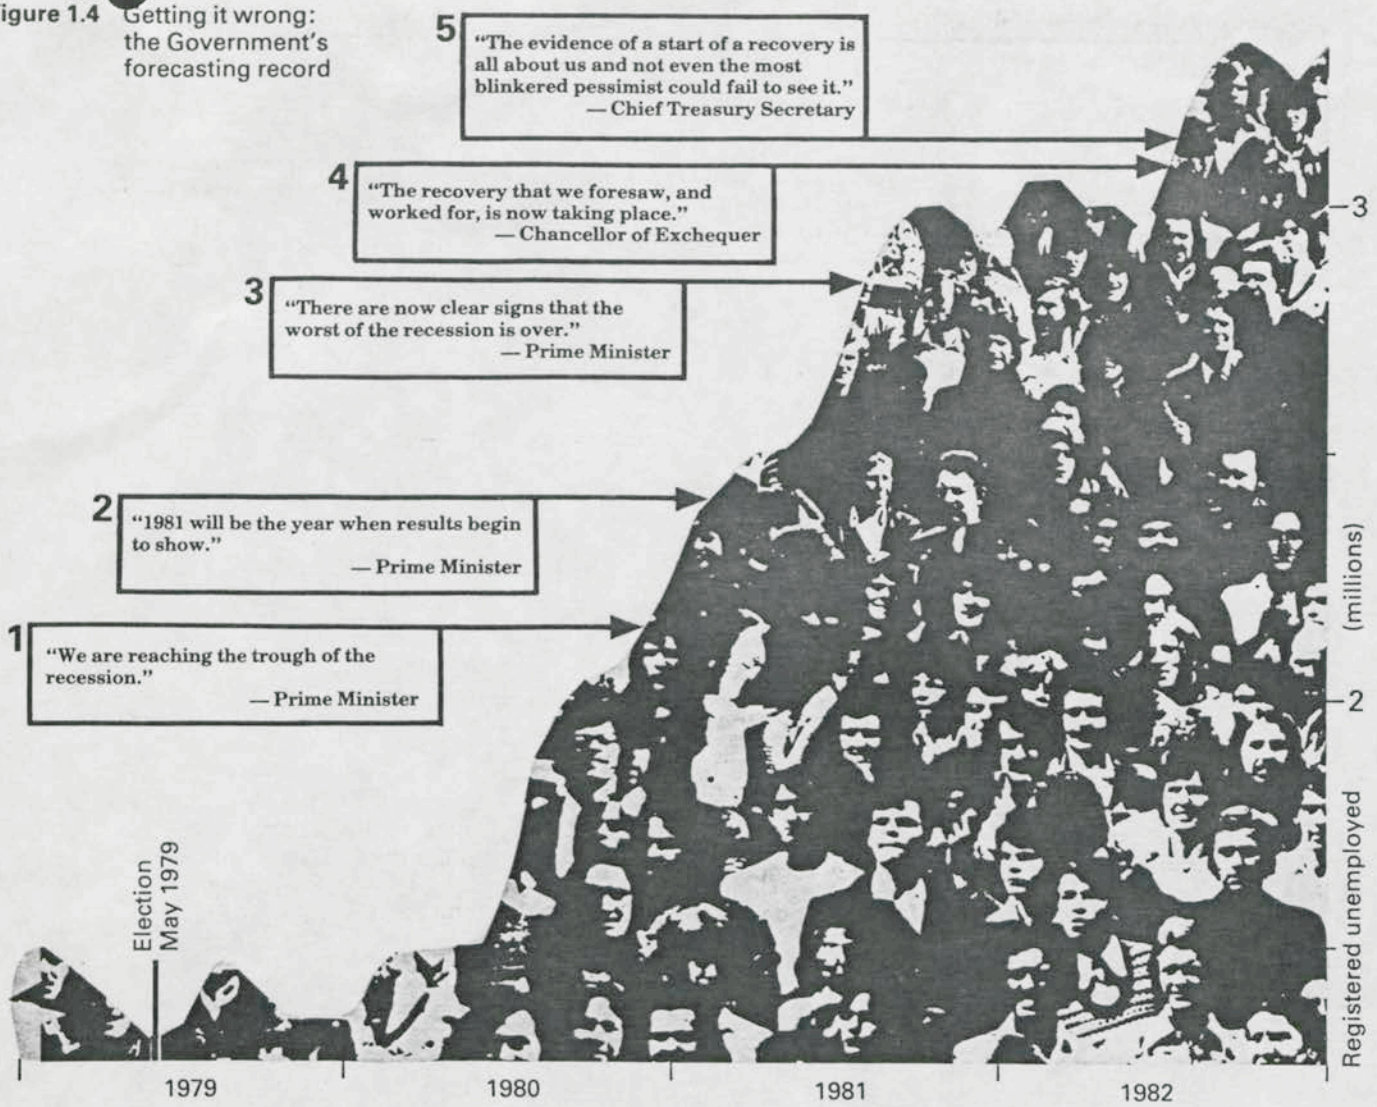 Figure 1.4 Getting it wrong:
the Government's
forecasting record
5
"The evidence of a start of a recovery is
all about us and not even the most
blinkered pessimist could fail to see it."
— Chief Treasury Secretary
4
"The recovery that we foresaw, and
worked for, is now taking place."
— Chancellor of Exchequer
3
"There are now clear signs that the
worst of the recession is over."
— Prime Minister
2
"1981 will be the year when results begin
to show."
— Prime Minister
1
"We are reaching the trough of the
recession."
— Prime Minister
Election
May 1979
3
2
Registered unemployed (millions)
1979
1980
1981
1982